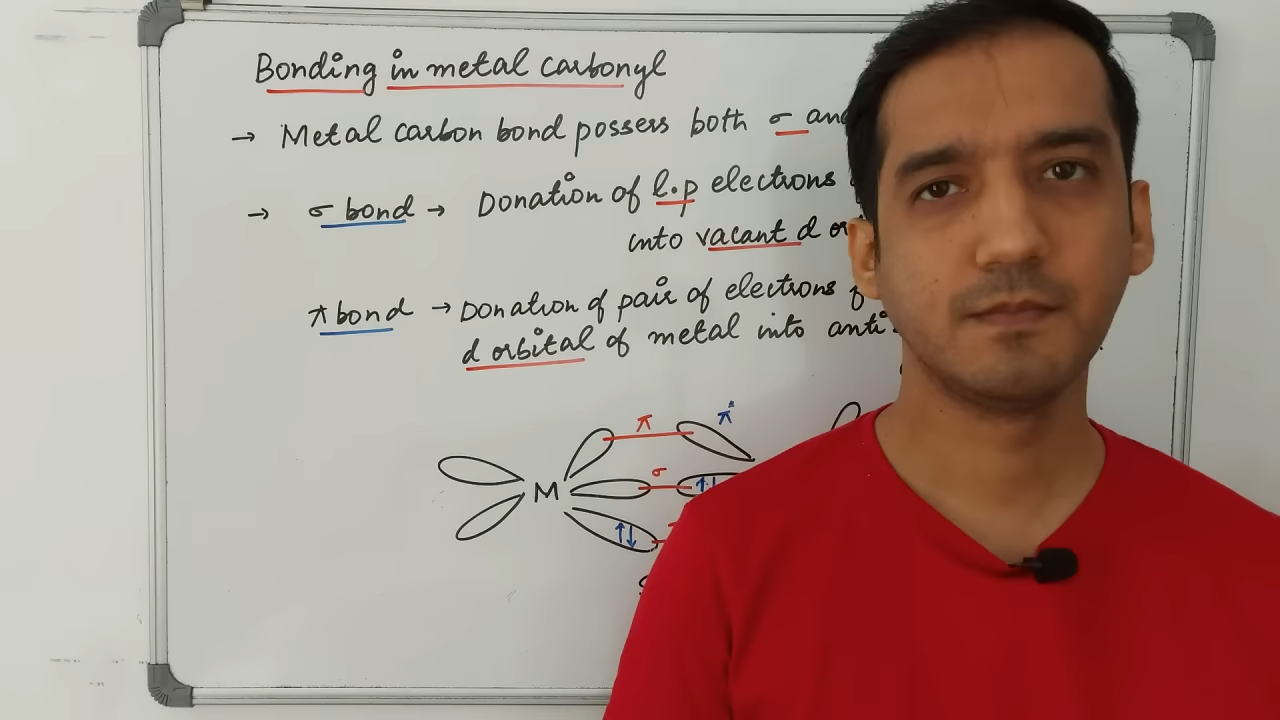 Bonding in metal carbonyl
→ Metal carbon bond possess both σ and
→ σ bond → Donation of l.p electrons
into vacant d or
π bond → Donation of pair of electrons f
d orbital of metal into anti
π π*
σ
M ↑↓
↑↓